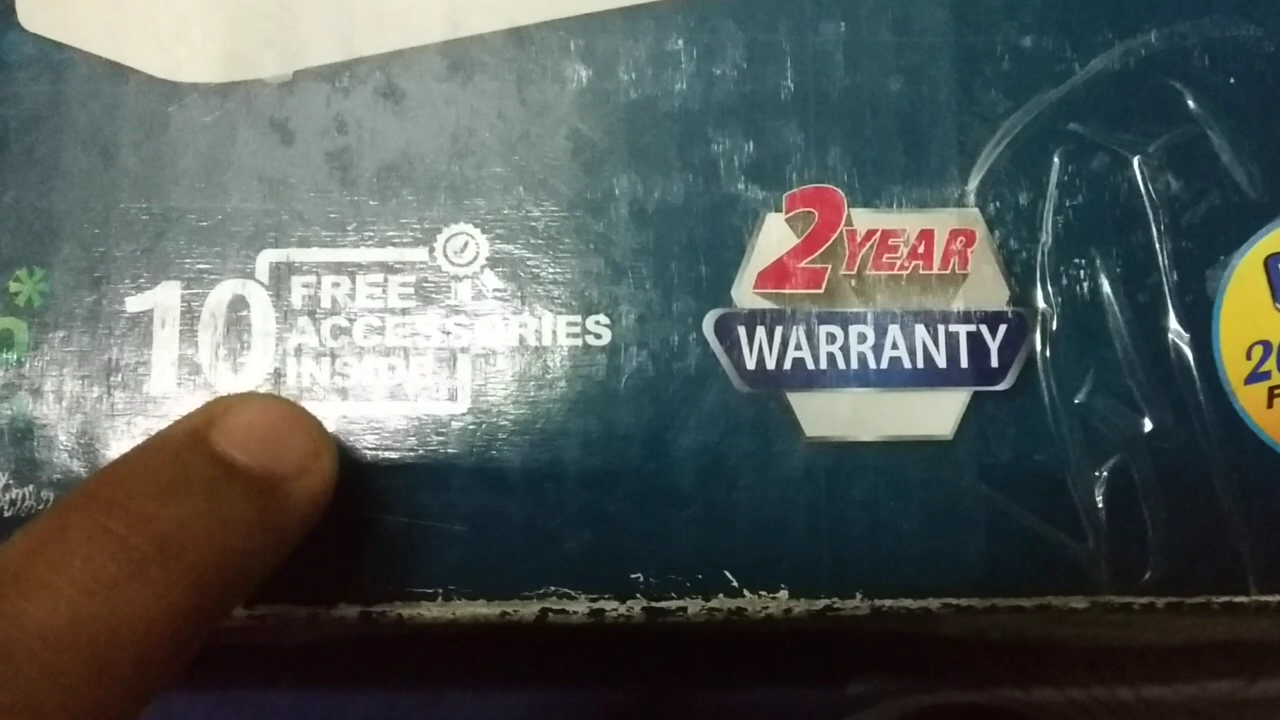 10 FREE
ACCESSORIES
INSIDE
2 YEAR
WARRANTY